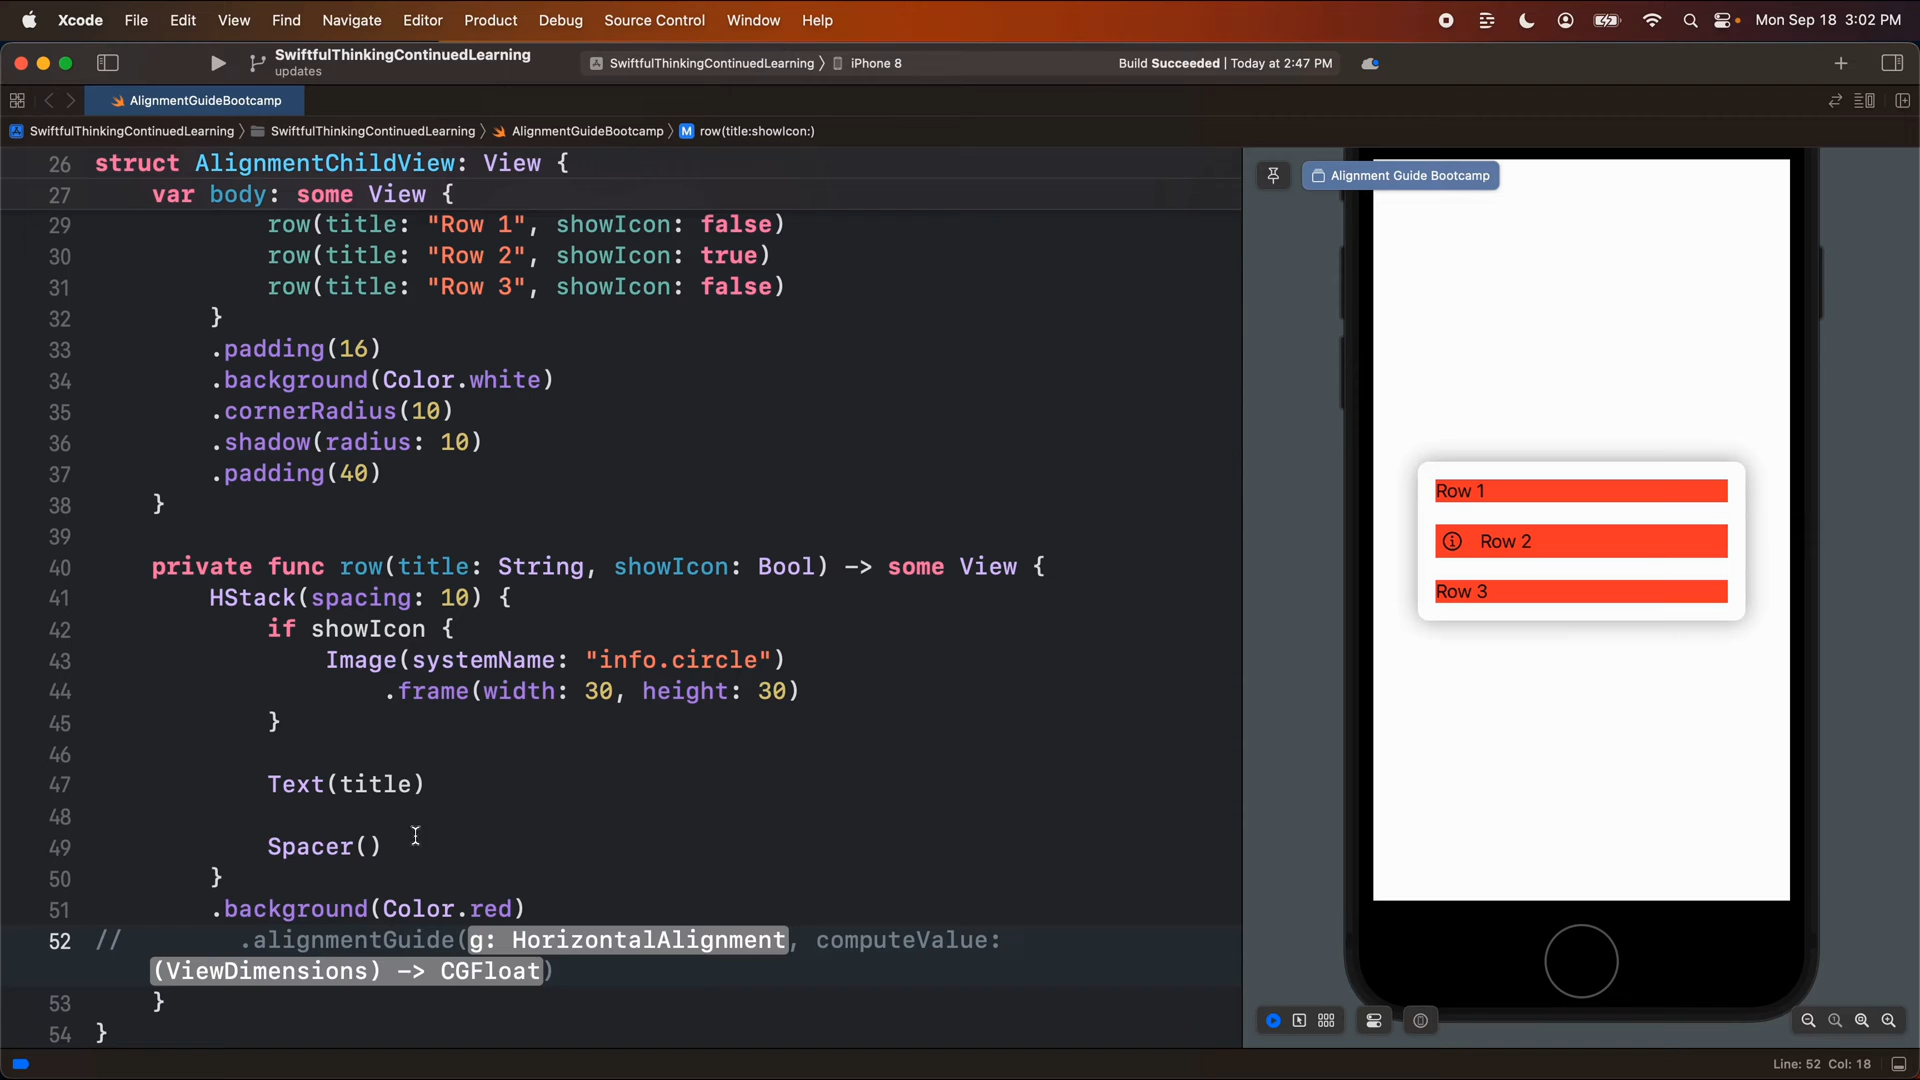 Xcode File Edit View Find Navigate Editor Product Debug Source Control Window Help Mon Sep 18 3:02 PM
SwiftfulThinkingContinuedLearning
updates
SwiftfulThinkingContinuedLearning 〉 iPhone 8 Build Succeeded | Today at 2:47 PM
AlignmentGuideBootcamp
SwiftfulThinkingContinuedLearning 〉 SwiftfulThinkingContinuedLearning 〉 AlignmentGuideBootcamp 〉 M row(title:showIcon:)
26 struct AlignmentChildView: View {
27 var body: some View {
29 row(title: "Row 1", showIcon: false)
30 row(title: "Row 2", showIcon: true)
31 row(title: "Row 3", showIcon: false)
32 }
33 .padding(16)
34 .background(Color.white)
35 .cornerRadius(10)
36 .shadow(radius: 10)
37 .padding(40)
38 }
39
40 private func row(title: String, showIcon: Bool) -> some View {
41 HStack(spacing: 10) {
42 if showIcon {
43 Image(systemName: "info.circle")
44 .frame(width: 30, height: 30)
45 }
46
47 Text(title)
48
49 Spacer()
50 }
51 .background(Color.red)
52 // .alignmentGuide(g: HorizontalAlignment, computeValue:
(ViewDimensions) -> CGFloat)
53 }
54 }
Alignment Guide Bootcamp
Row 1
Row 2
Row 3
Line: 52 Col: 18